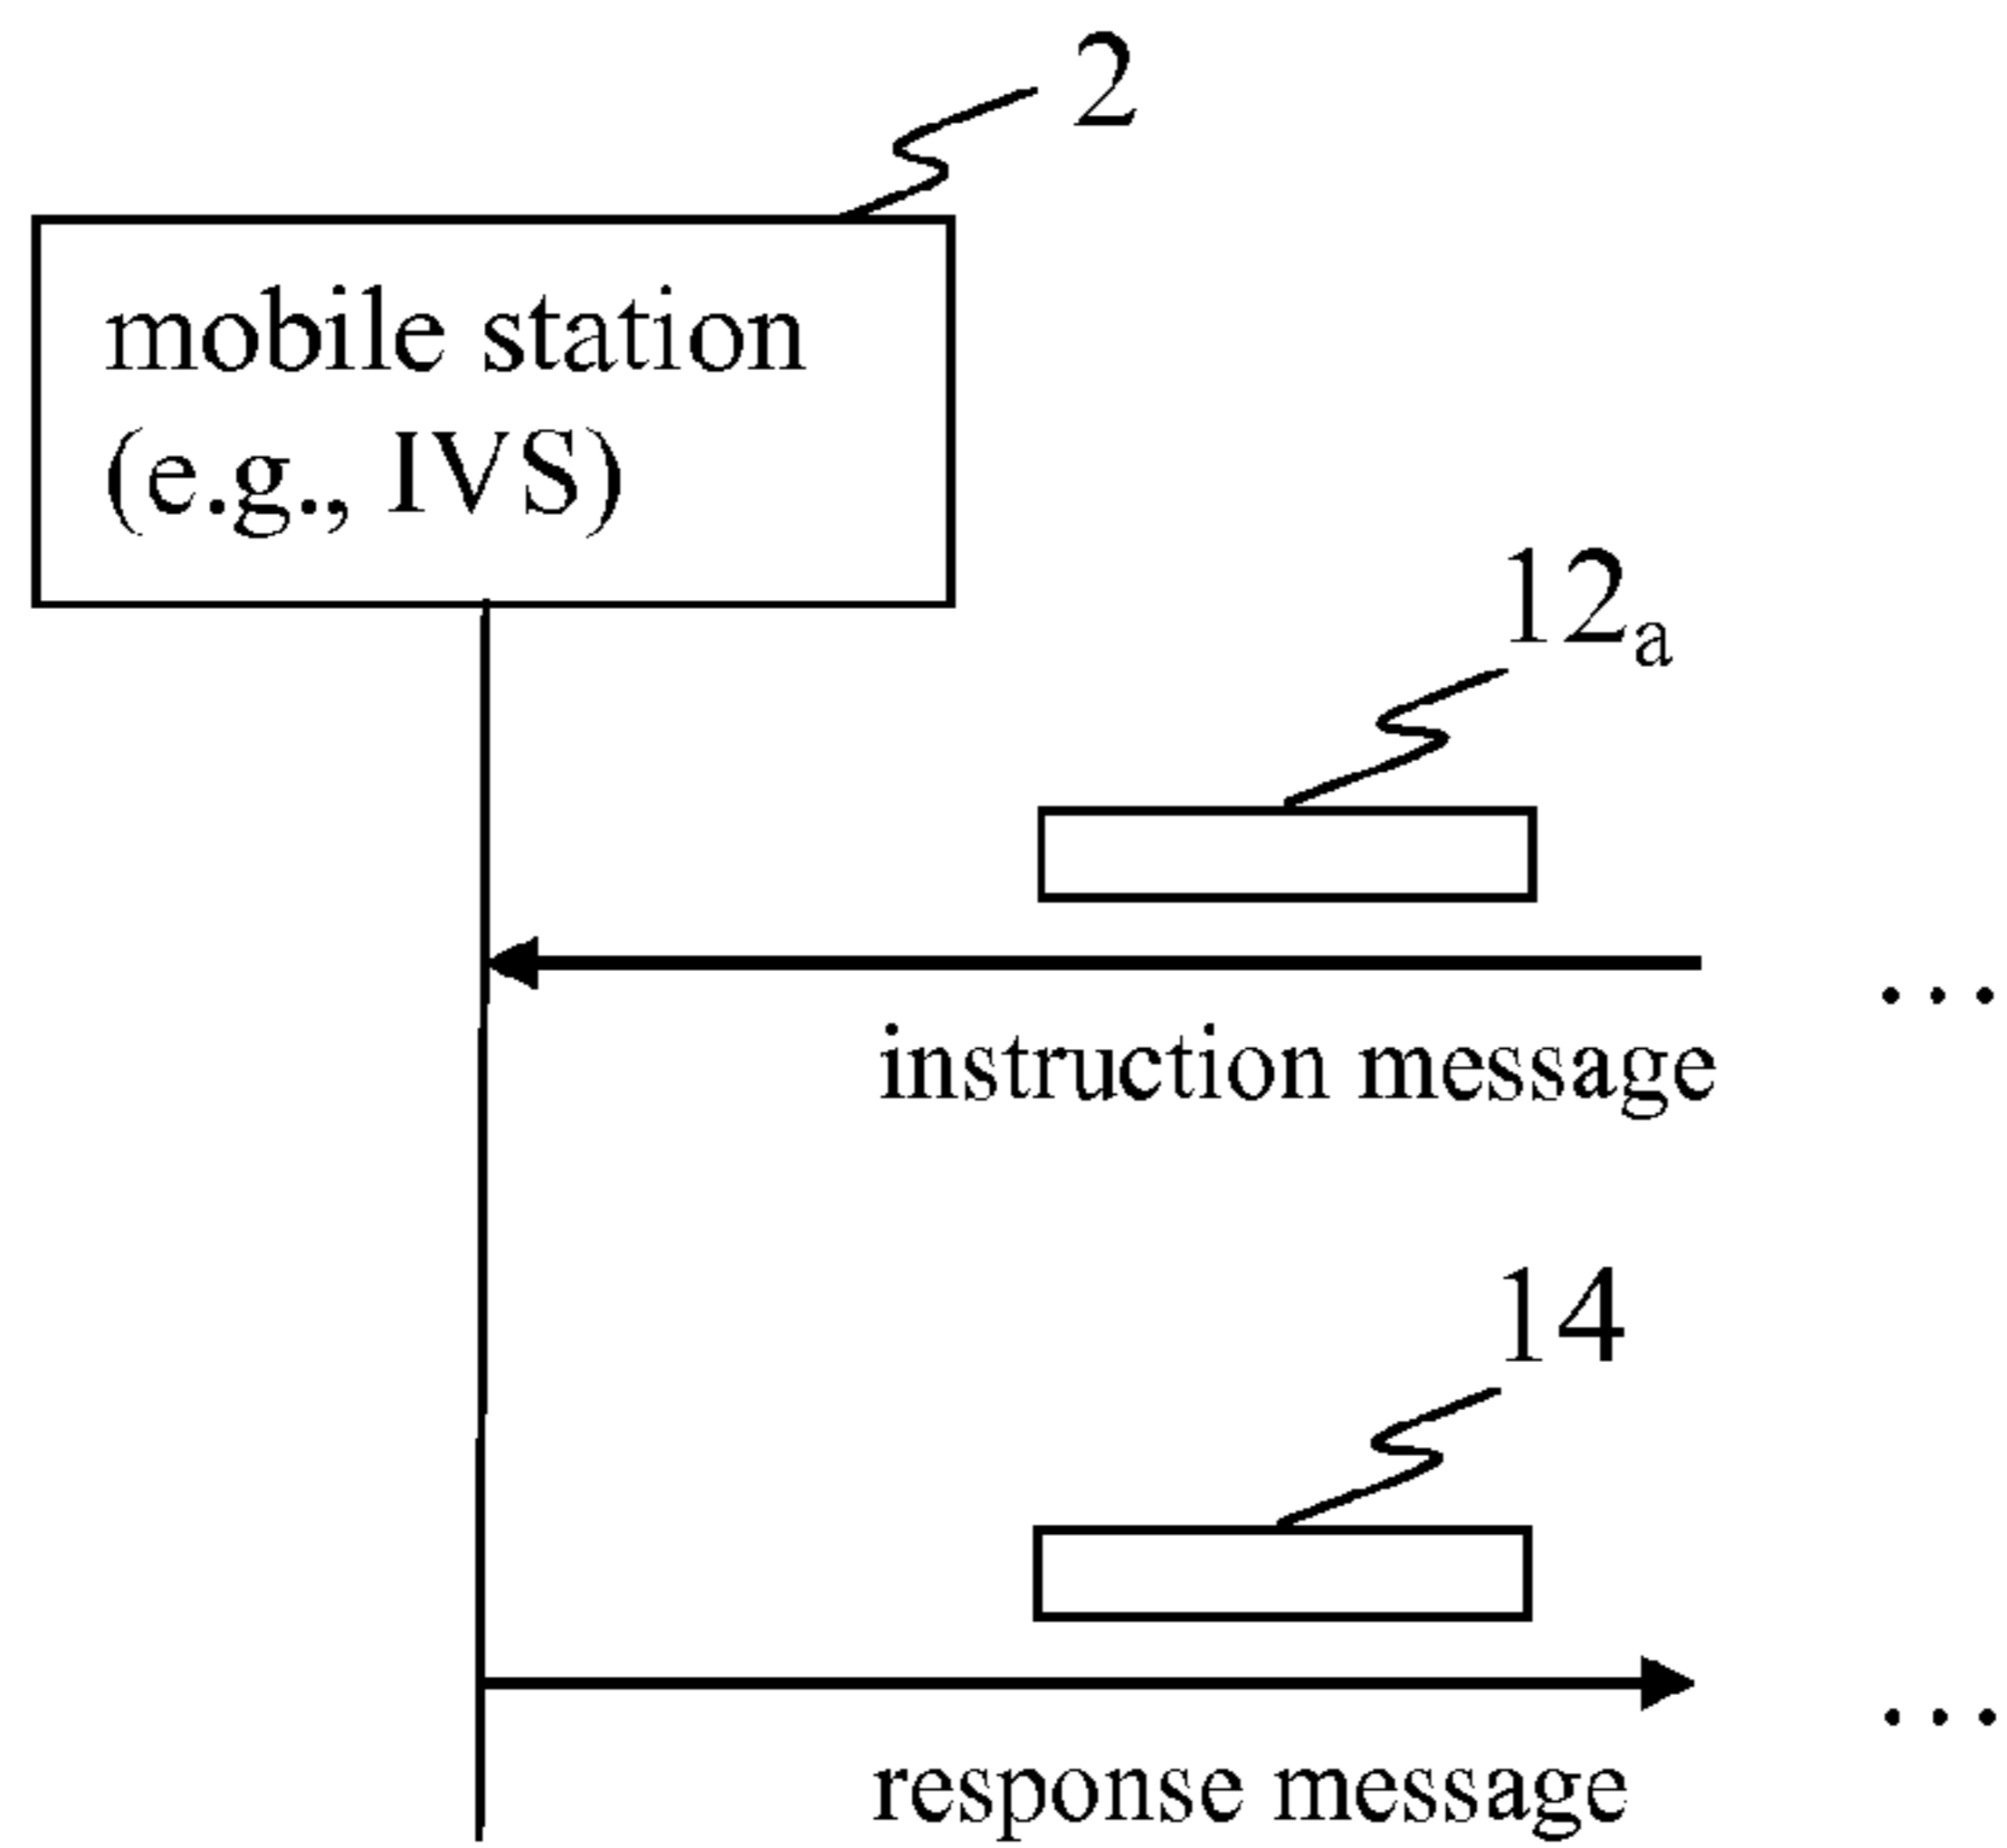 2
mobile station
(e.g., IVS)
12a
...
instruction message
14
...
response message